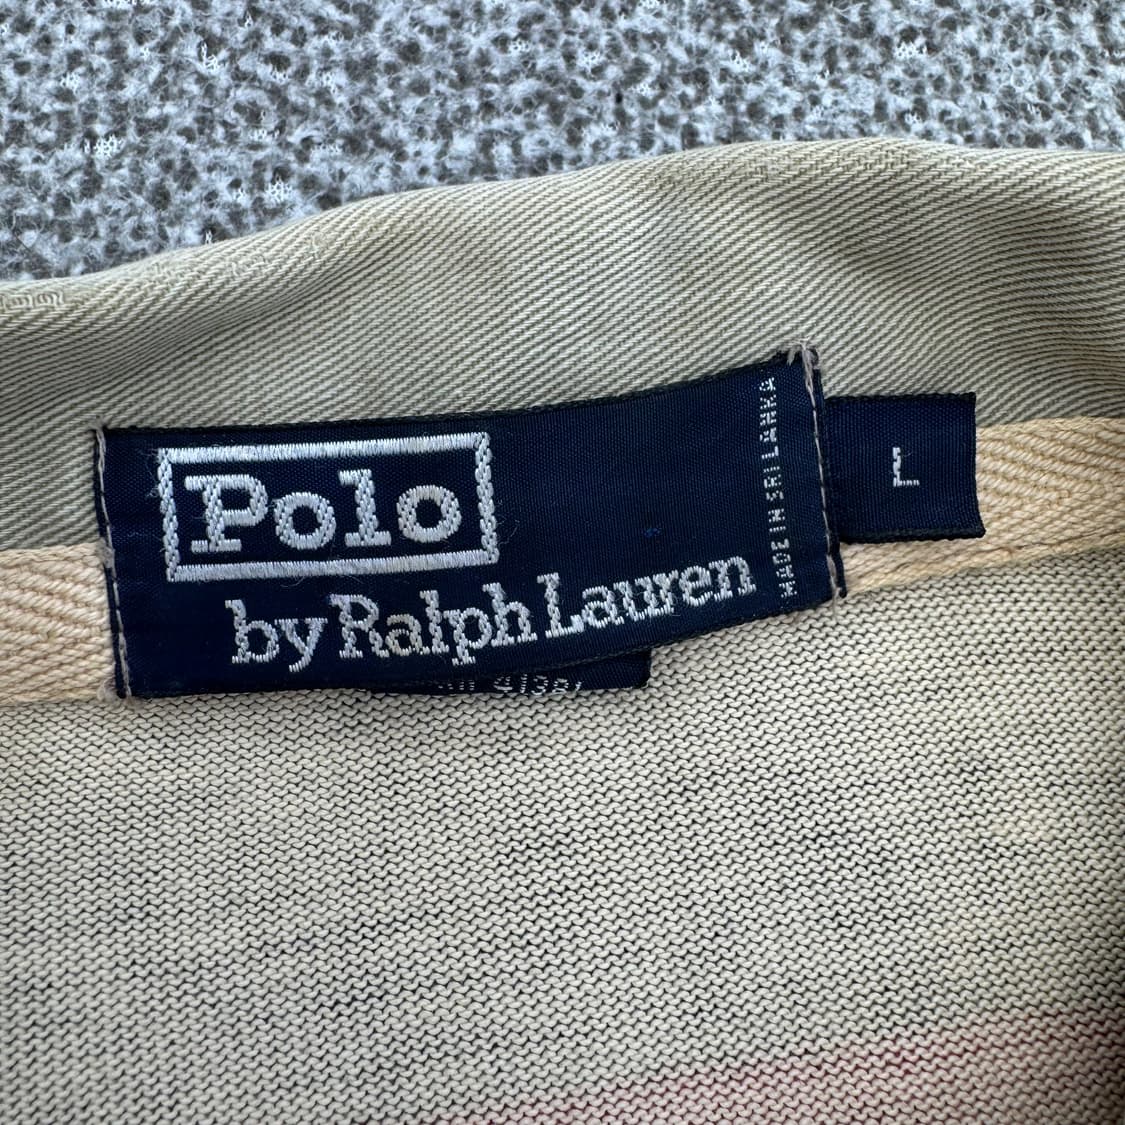 Polo
by Ralph Lauren
MADE IN SRI LANKA
L